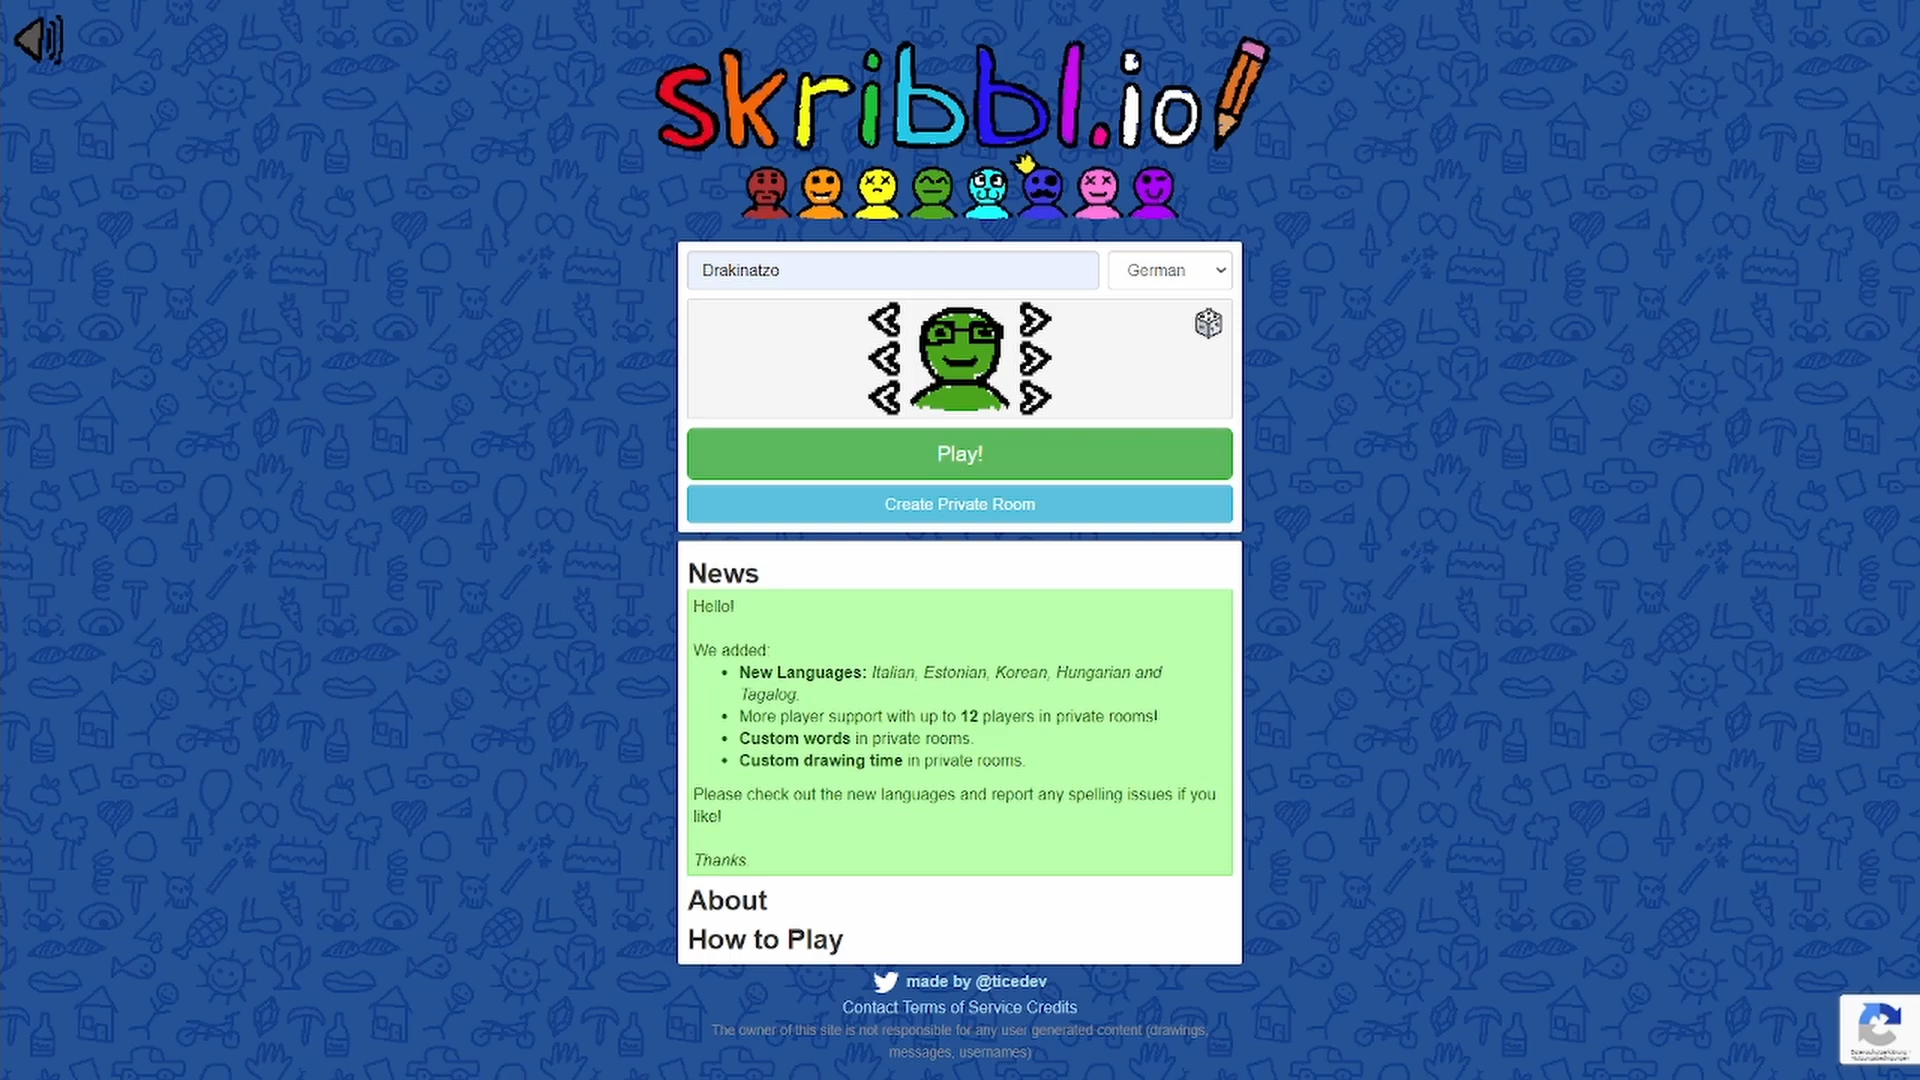 skribbl.io
Drakinatzo
German
Play!
Create Private Room
News
Hello!
We added:
• New Languages: Italian, Estonian, Korean, Hungarian and
Tagalog.
• More player support with up to 12 players in private rooms!
• Custom words in private rooms.
• Custom drawing time in private rooms.
Please check out the new languages and report any spelling issues if you
like!
Thanks.
About
How to Play
made by @ticedev
Contact Terms of Service Credits
The owner of this site is not responsible for any user generated content (drawings,
messages, usernames)